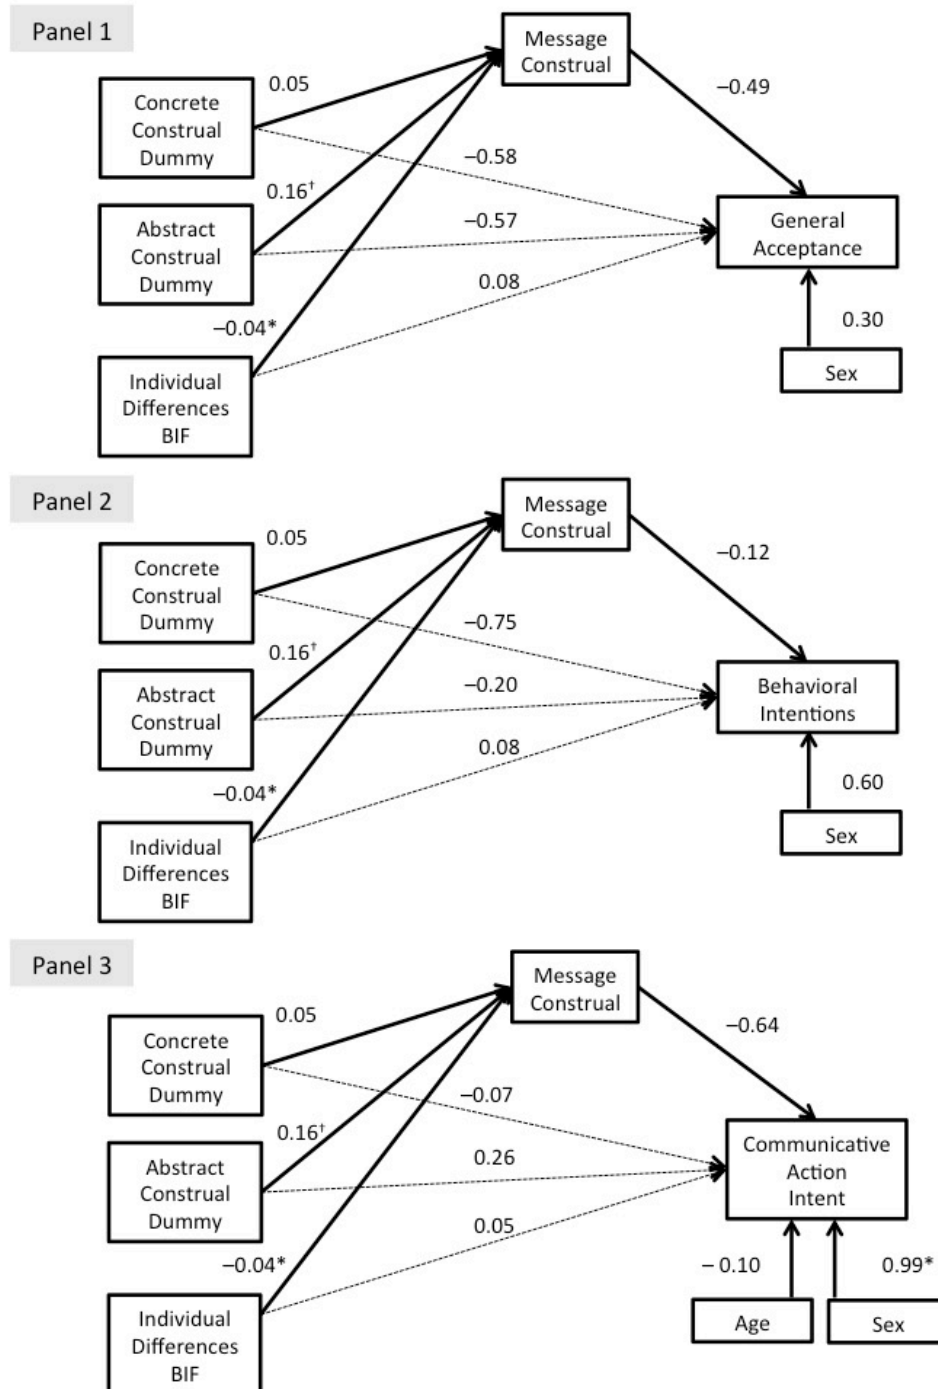 Panel 1
Message
Construal
0.05
−0.49
Concrete
Construal
Dummy
−0.58
0.16†
Abstract
Construal
Dummy
−0.57
General
Acceptance
0.08
−0.04*
0.30
Individual
Differences
BIF
Sex
Panel 2
Message
Construal
0.05
−0.12
Concrete
Construal
Dummy
−0.75
0.16†
Abstract
Construal
Dummy
−0.20
Behavioral
Intentions
0.08
−0.04*
0.60
Individual
Differences
BIF
Sex
Panel 3
Message
Construal
0.05
−0.64
Concrete
Construal
Dummy
−0.07
0.16†
Abstract
Construal
Dummy
0.26
Communicative
Action
Intent
0.05
−0.04*
− 0.10
0.99*
Individual
Differences
BIF
Age
Sex